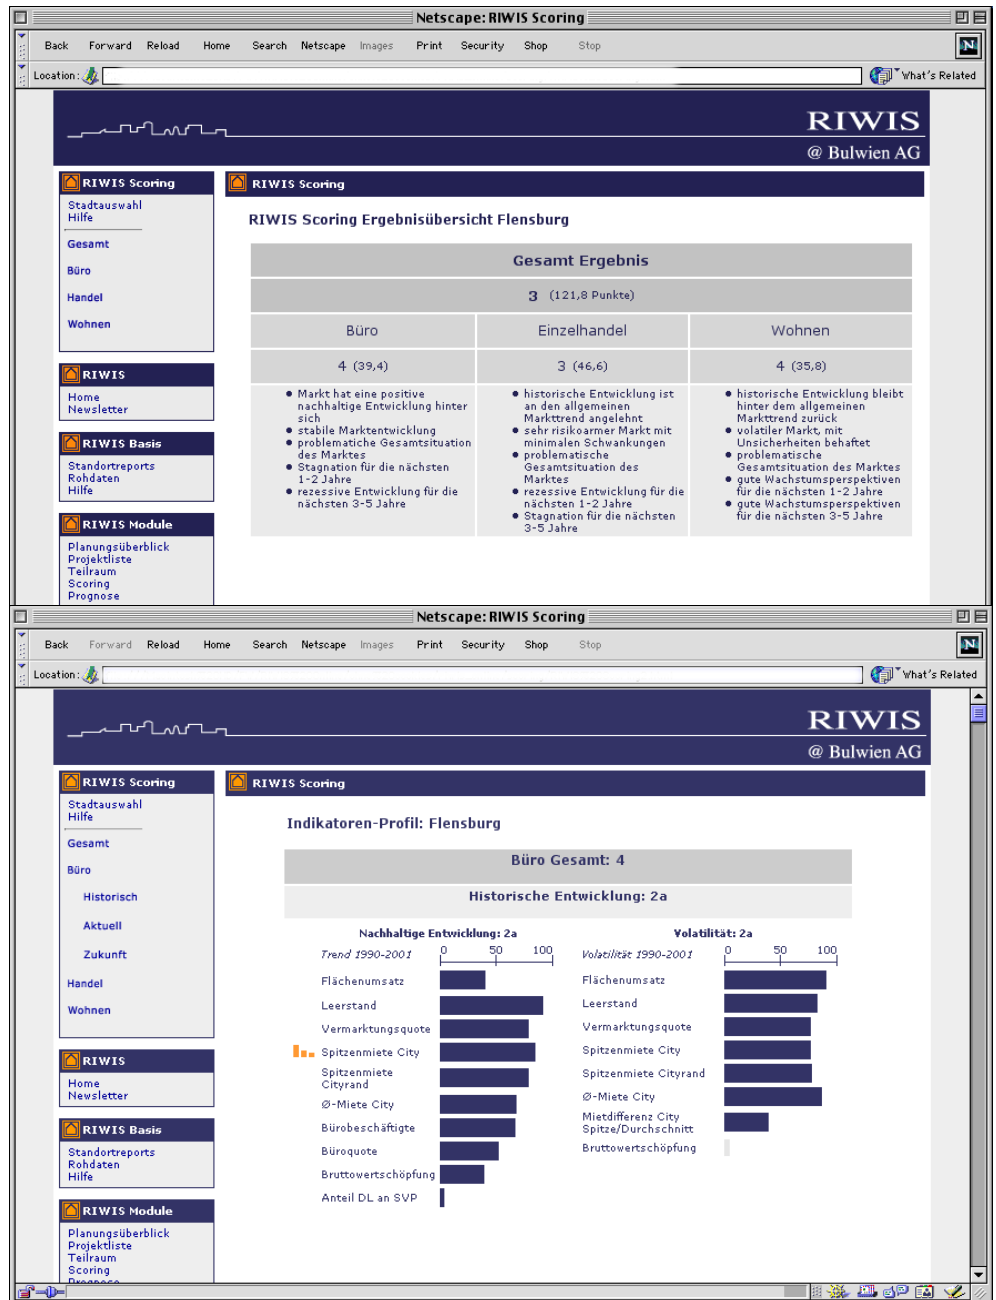 Netscape: RIWIS Scoring
Back Forward Reload Home Search Netscape Images Print Security Shop Stop
N
Location: What's Related
RIWIS
@ Bulwien AG
RIWIS Scoring
Stadtauswahl
Hilfe
Gesamt
Büro
Handel
Wohnen
RIWIS
Home
Newsletter
RIWIS Basis
Standortreports
Rohdaten
Hilfe
RIWIS Module
Planungsüberblick
Projektliste
Teilraum
Scoring
Prognose
RIWIS Scoring
RIWIS Scoring Ergebnisübersicht Flensburg
Gesamt Ergebnis
3 (121,8 Punkte)
Büro Einzelhandel Wohnen
4 (39,4) 3 (46,6) 4 (35,8)
• Markt hat eine positive
nachhaltige Entwicklung hinter
sich
• stabile Marktentwicklung
• problematische Gesamtsituation
des Marktes
• Stagnation für die nächsten
1-2 Jahre
• rezessive Entwicklung für die
nächsten 3-5 Jahre
• historische Entwicklung ist
an den allgemeinen
Markttrend angelehnt
• sehr risikoarmer Markt mit
minimalen Schwankungen
• problematische
Gesamtsituation des
Marktes
• rezessive Entwicklung für die
nächsten 1-2 Jahre
• Stagnation für die nächsten
3-5 Jahre
• historische Entwicklung bleibt
hinter dem allgemeinen
Markttrend zurück
• volatiler Markt, mit
Unsicherheiten behaftet
• problematische
Gesamtsituation des Marktes
• gute Wachstumsperspektiven
für die nächsten 1-2 Jahre
• gute Wachstumsperspektiven
für die nächsten 3-5 Jahre
Netscape: RIWIS Scoring
Back Forward Reload Home Search Netscape Images Print Security Shop Stop
N
Location: What's Related
RIWIS
@ Bulwien AG
RIWIS Scoring
Stadtauswahl
Hilfe
Gesamt
Büro
Historisch
Aktuell
Zukunft
Handel
Wohnen
RIWIS
Home
Newsletter
RIWIS Basis
Standortreports
Rohdaten
Hilfe
RIWIS Module
Planungsüberblick
Projektliste
Teilraum
Scoring
Prognose
RIWIS Scoring
Indikatoren-Profil: Flensburg
Büro Gesamt: 4
Historische Entwicklung: 2a
Nachhaltige Entwicklung: 2a
Trend 1990-2001 0 50 100
Flächenumsatz
Leerstand
Vermarktungsquote
Spitzenmiete City
Spitzenmiete
Cityrand
Ø-Miete City
Bürobeschäftigte
Büroquote
Bruttowertschöpfung
Anteil DL an SVP
Volatilität: 2a
Volatilität 1990-2001 0 50 100
Flächenumsatz
Leerstand
Vermarktungsquote
Spitzenmiete City
Spitzenmiete Cityrand
Ø-Miete City
Mietdifferenz City
Spitze/Durchschnitt
Bruttowertschöpfung